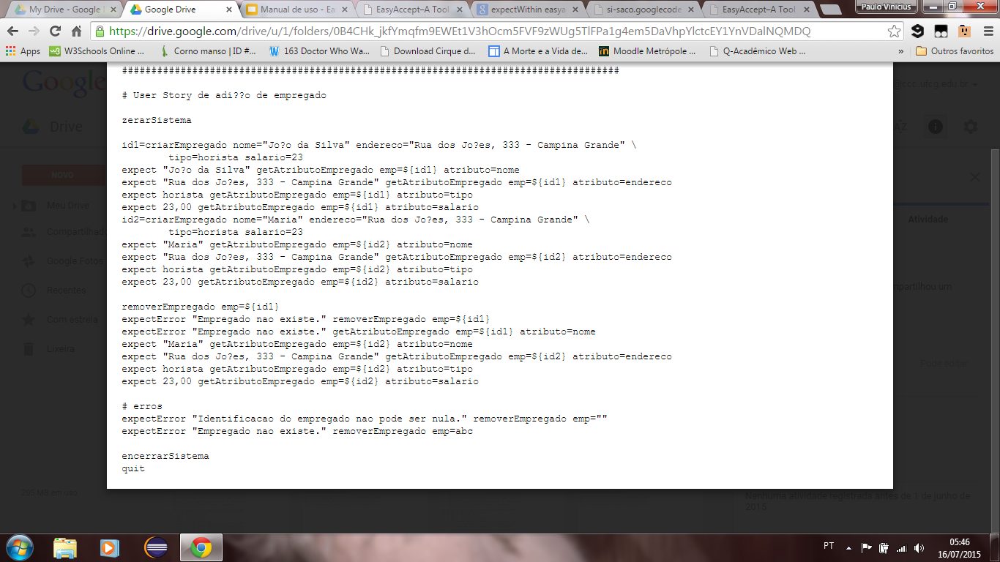 My Drive - Google
Google Drive
Manual de uso - Ea
EasyAccept–A Tool
expectWithin easya
si-saco.googlecode
EasyAccept–A Tool
Paulo Vinicius
https://drive.google.com/drive/u/1/folders/0B4CHk_jkfYmqfm9EWEt1V3hOcm5FVF9zWUg5TlFPa1g4em5DaVhpYlctcEY1YnVDalNQMDQ
Apps
W3Schools Online ...
Corno manso | ID #...
163 Doctor Who Wa...
Download Cirque d...
A Morte e a Vida de...
Moodle Metrópole ...
Q-Acadêmico Web ...
»
Outros favoritos
Google
@ccc.ufcg.edu.br
Drive
NOVO
Meu Drive
Compartilhad
Google Fotos
Recentes
Com estrela
Lixeira
205 MB em uso
Atividade
mpartilhou um
Pode editar
Nenhuma atividade registrada antes de 1 de junho de
2015
#####################################################################################
# User Story de adi??o de empregado
zerarSistema
id1=criarEmpregado nome="Jo?o da Silva" endereco="Rua dos Jo?es, 333 - Campina Grande" \
tipo=horista salario=23
expect "Jo?o da Silva" getAtributoEmpregado emp=${id1} atributo=nome
expect "Rua dos Jo?es, 333 - Campina Grande" getAtributoEmpregado emp=${id1} atributo=endereco
expect horista getAtributoEmpregado emp=${id1} atributo=tipo
expect 23,00 getAtributoEmpregado emp=${id1} atributo=salario
id2=criarEmpregado nome="Maria" endereco="Rua dos Jo?es, 333 - Campina Grande" \
tipo=horista salario=23
expect "Maria" getAtributoEmpregado emp=${id2} atributo=nome
expect "Rua dos Jo?es, 333 - Campina Grande" getAtributoEmpregado emp=${id2} atributo=endereco
expect horista getAtributoEmpregado emp=${id2} atributo=tipo
expect 23,00 getAtributoEmpregado emp=${id2} atributo=salario
removerEmpregado emp=${id1}
expectError "Empregado nao existe." removerEmpregado emp=${id1}
expectError "Empregado nao existe." getAtributoEmpregado emp=${id1} atributo=nome
expect "Maria" getAtributoEmpregado emp=${id2} atributo=nome
expect "Rua dos Jo?es, 333 - Campina Grande" getAtributoEmpregado emp=${id2} atributo=endereco
expect horista getAtributoEmpregado emp=${id2} atributo=tipo
expect 23,00 getAtributoEmpregado emp=${id2} atributo=salario
# erros
expectError "Identificacao do empregado nao pode ser nula." removerEmpregado emp=""
expectError "Empregado nao existe." removerEmpregado emp=abc
encerrarSistema
quit
PT
05:46
16/07/2015